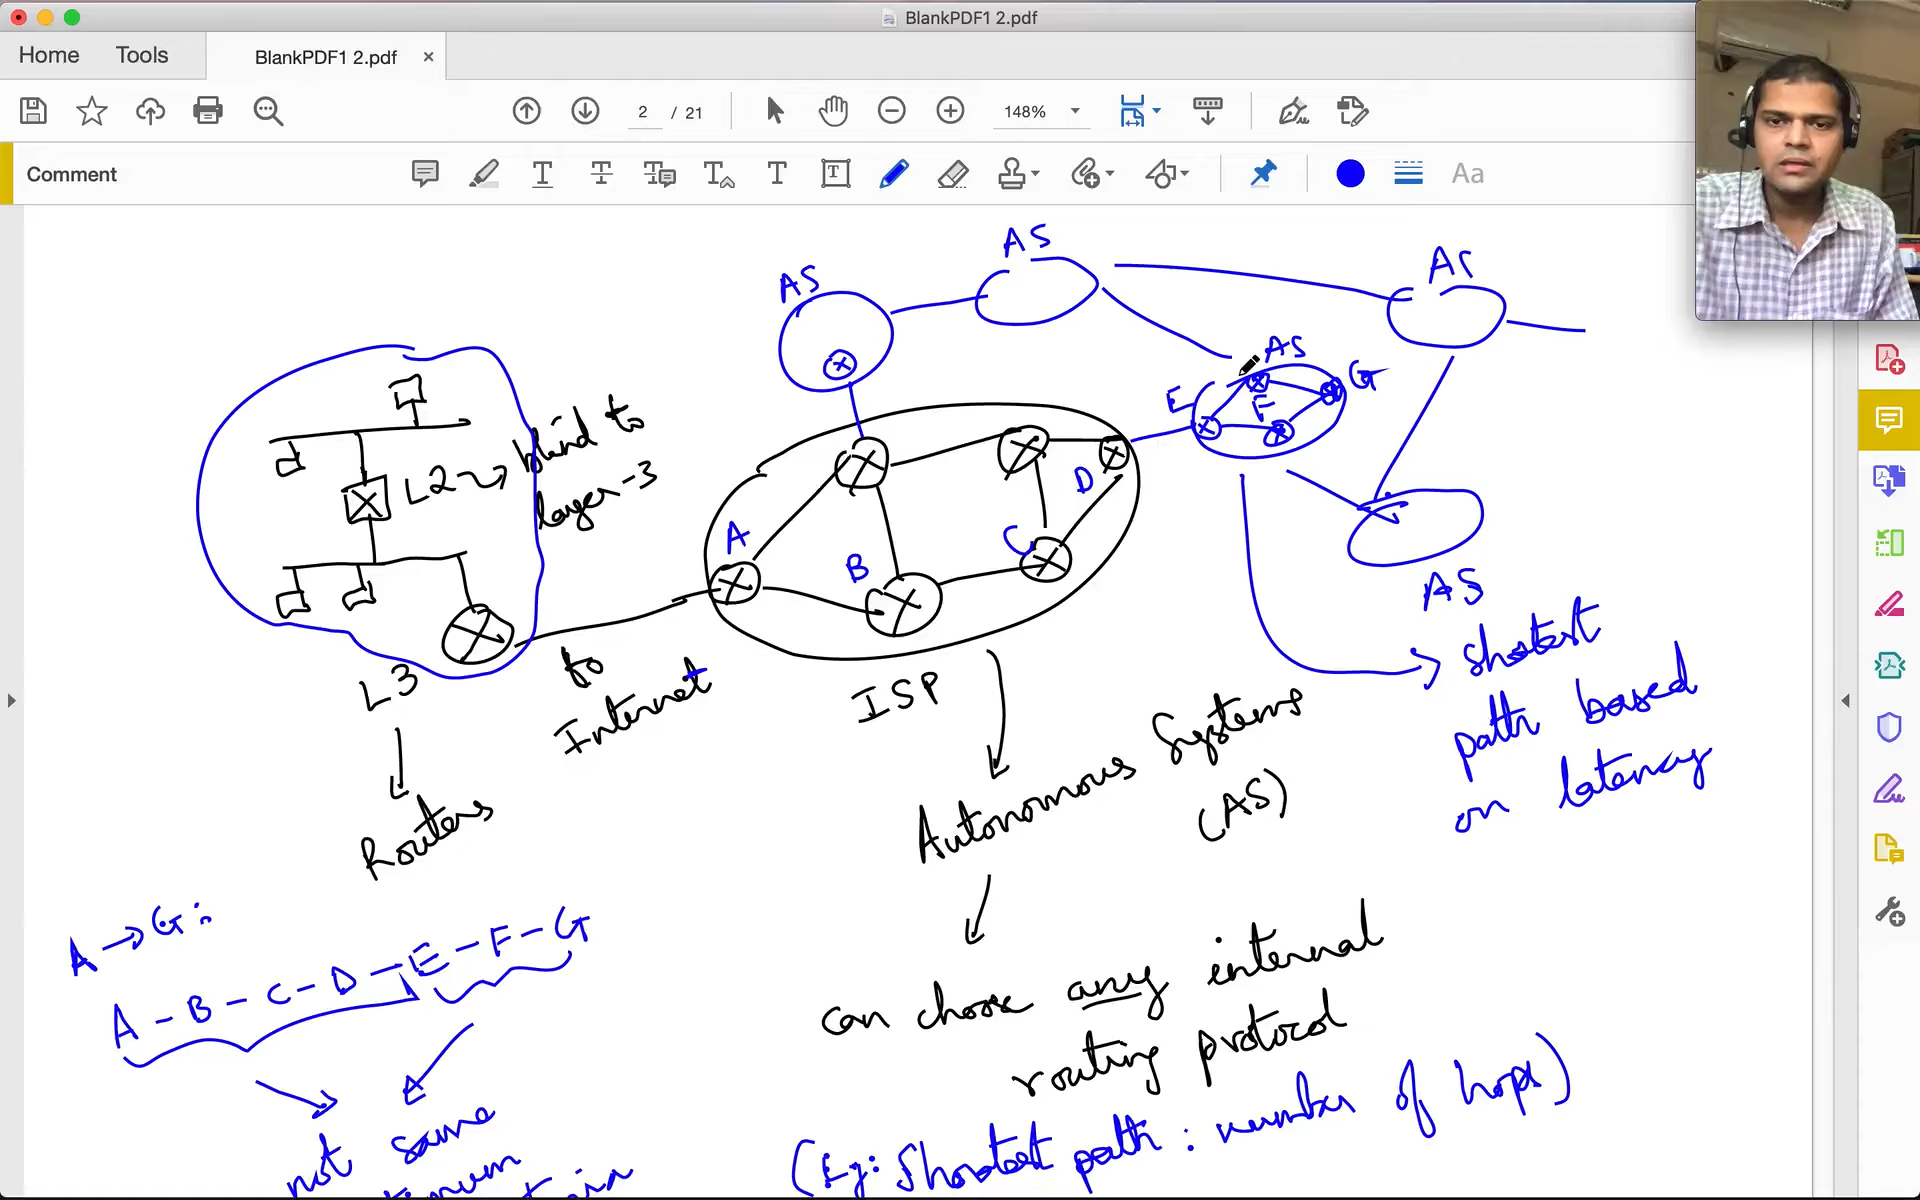 BlankPDF1 2.pdf
Home
Tools
BlankPDF1 2.pdf
2 / 21
148%
Comment
Aa
AS
AS
AS
AS
E
G
F
L2
blind to
layer-3
D
A
B
C
AS
L3
to
Internet
ISP
shortest
path based
on latency
Routers
Autonomous Systems
(AS)
A → G:
A - B - C - D - E - F - G
can choose any internal
routing protocol
(Eg: Shortest path: number of hops)
not same